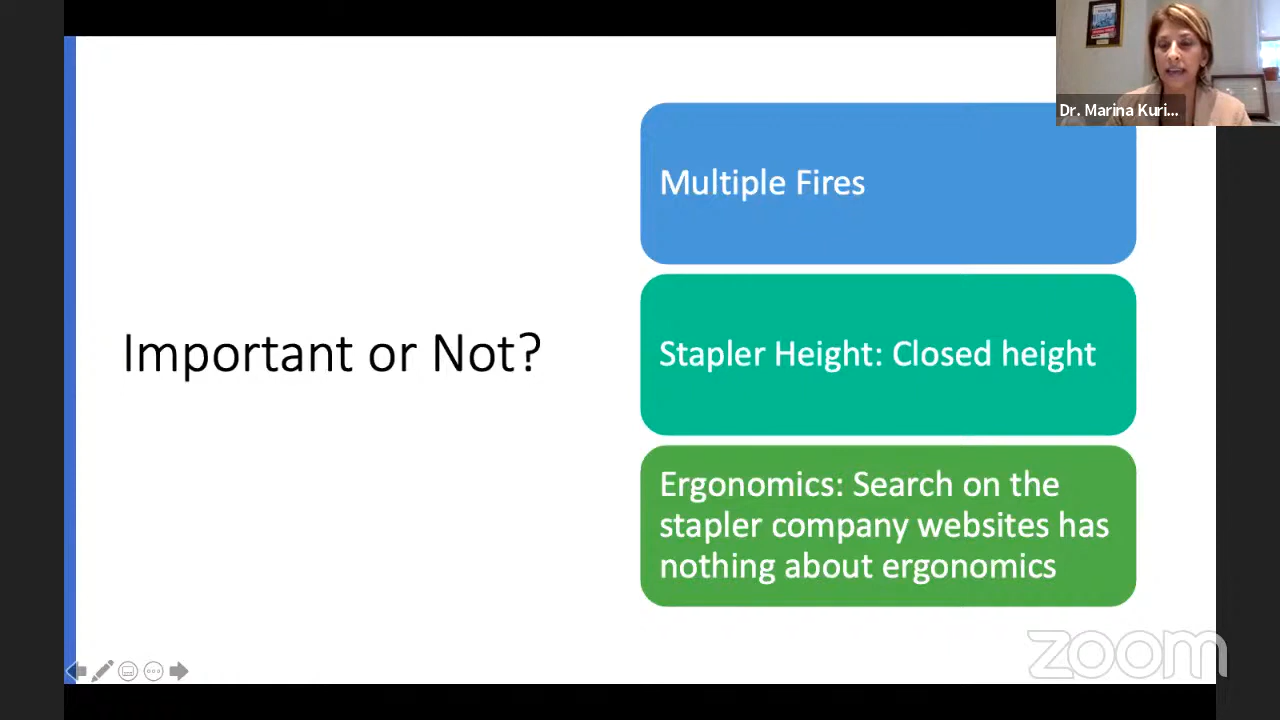 Dr. Marina Kuri...
Multiple Fires
Important or Not?
Stapler Height: Closed height
Ergonomics: Search on the
stapler company websites has
nothing about ergonomics
zoom